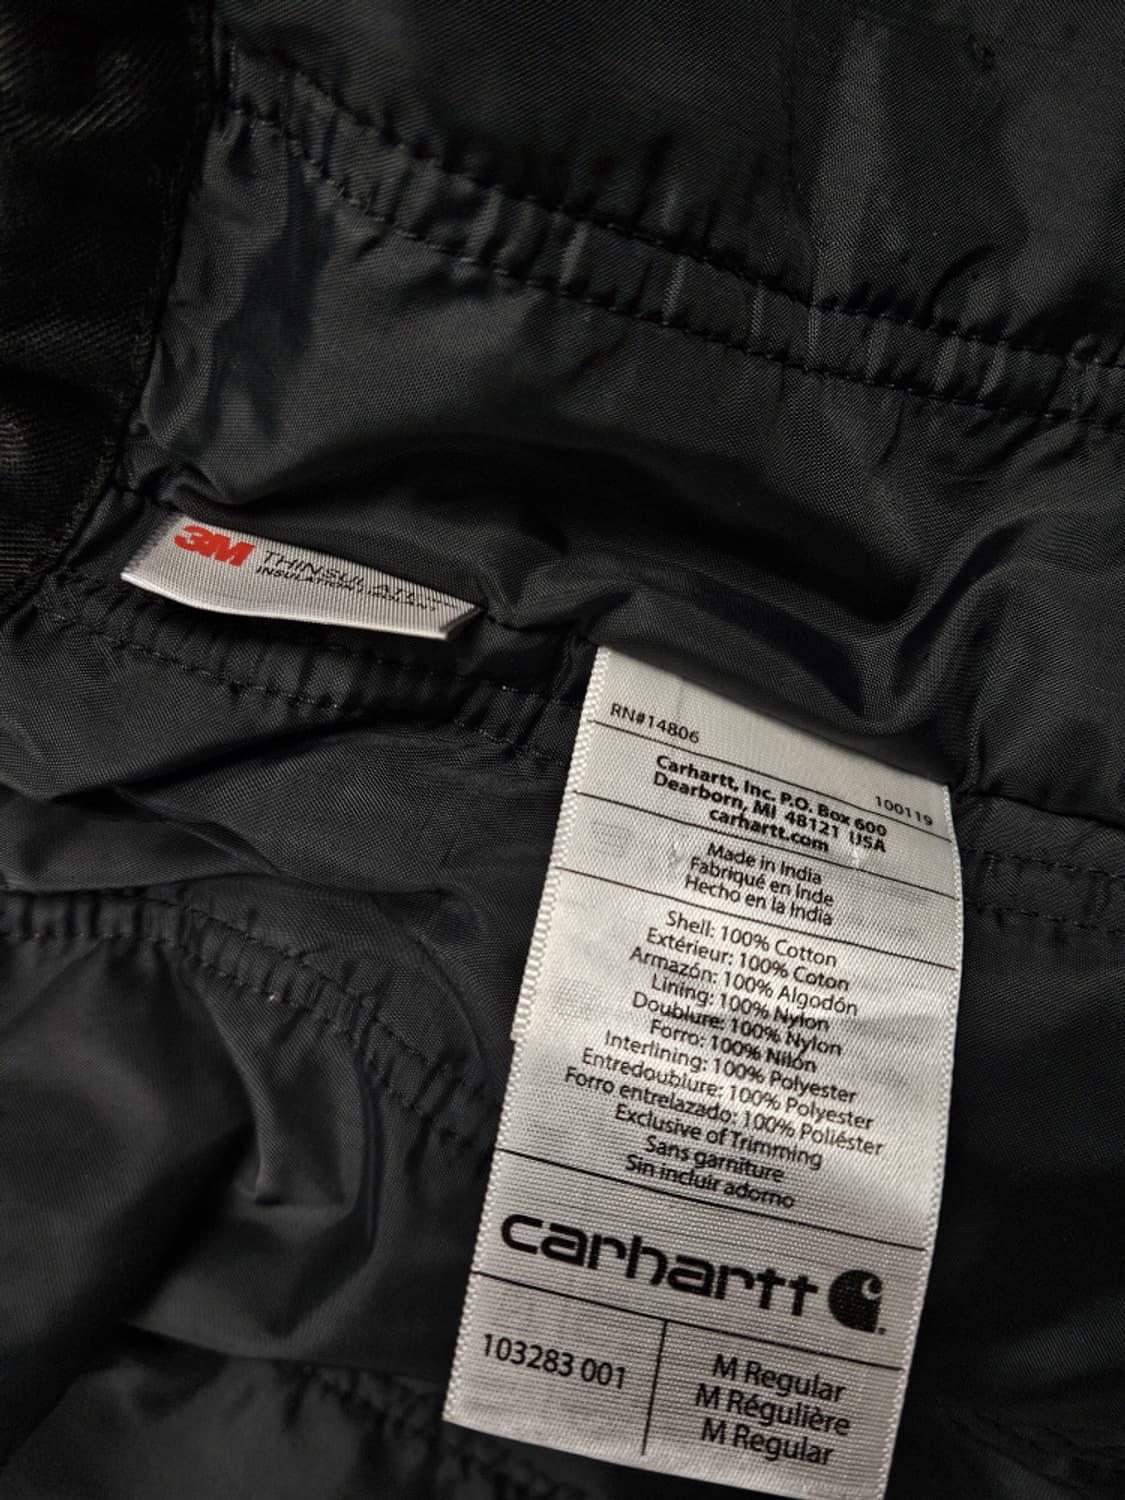 3M THINSULATE
INSULATION
RN#14806
100119
Carhartt, Inc. P.O. Box 600
Dearborn, MI 48121 USA
carhartt.com
Made in India
Fabriqué en Inde
Hecho en la India
Shell: 100% Cotton
Extérieur: 100% Coton
Armazón: 100% Algodón
Lining: 100% Nylon
Doublure: 100% Nylon
Forro: 100% Nilón
Interlining: 100% Polyester
Entredoublure: 100% Polyester
Forro entrelazado: 100% Poliéster
Exclusive of Trimming
Sans garniture
Sin incluir adorno
carhartt
103283 001
M Regular
M Régulière
M Regular